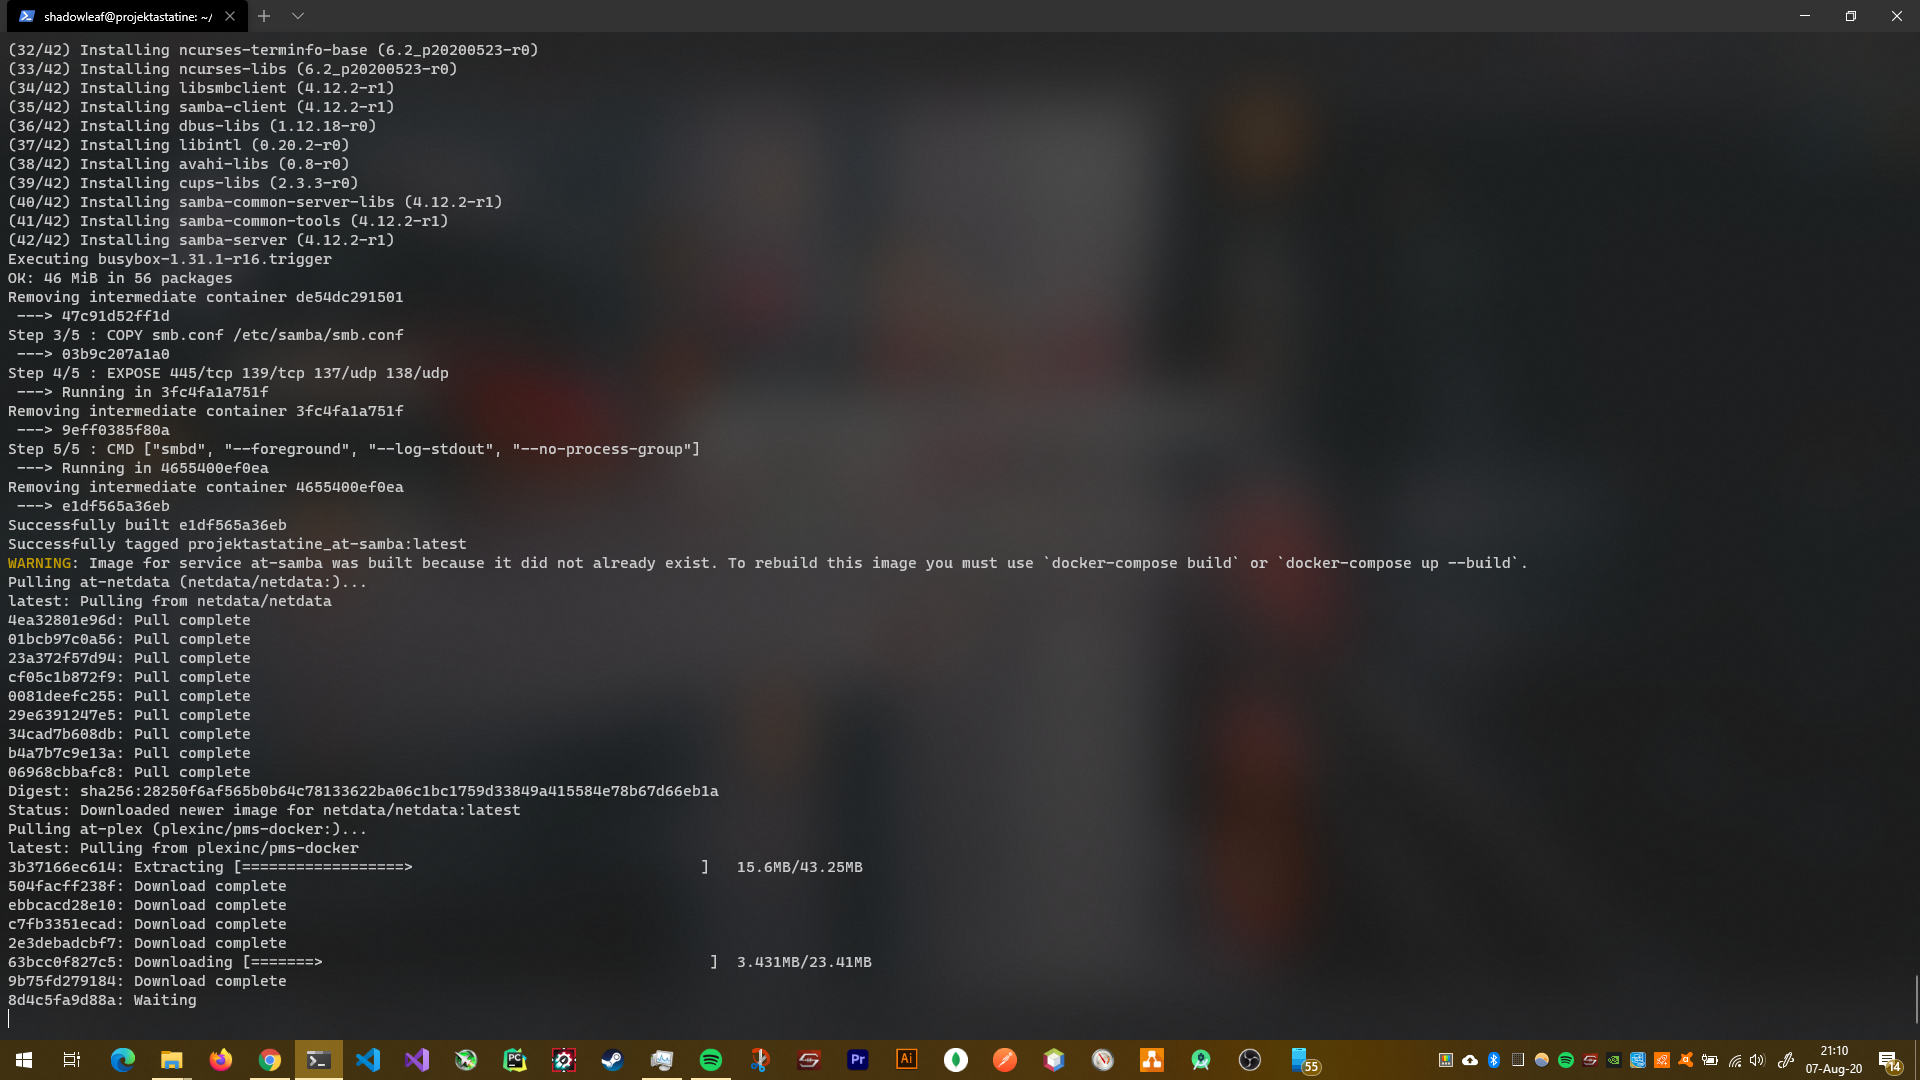 shadowleaf@projektastatine: ~/
(32/42) Installing ncurses-terminfo-base (6.2_p20200523-r0)
(33/42) Installing ncurses-libs (6.2_p20200523-r0)
(34/42) Installing libsmbclient (4.12.2-r1)
(35/42) Installing samba-client (4.12.2-r1)
(36/42) Installing dbus-libs (1.12.18-r0)
(37/42) Installing libintl (0.20.2-r0)
(38/42) Installing avahi-libs (0.8-r0)
(39/42) Installing cups-libs (2.3.3-r0)
(40/42) Installing samba-common-server-libs (4.12.2-r1)
(41/42) Installing samba-common-tools (4.12.2-r1)
(42/42) Installing samba-server (4.12.2-r1)
Executing busybox-1.31.1-r16.trigger
OK: 46 MiB in 56 packages
Removing intermediate container de54dc291501
 ---> 47c91d52ff1d
Step 3/5 : COPY smb.conf /etc/samba/smb.conf
 ---> 03b9c207a1a0
Step 4/5 : EXPOSE 445/tcp 139/tcp 137/udp 138/udp
 ---> Running in 3fc4fa1a751f
Removing intermediate container 3fc4fa1a751f
 ---> 9eff0385f80a
Step 5/5 : CMD ["smbd", "--foreground", "--log-stdout", "--no-process-group"]
 ---> Running in 4655400ef0ea
Removing intermediate container 4655400ef0ea
 ---> e1df565a36eb
Successfully built e1df565a36eb
Successfully tagged projektastatine_at-samba:latest
WARNING: Image for service at-samba was built because it did not already exist. To rebuild this image you must use `docker-compose build` or `docker-compose up --build`.
Pulling at-netdata (netdata/netdata:)...
latest: Pulling from netdata/netdata
4ea32801e96d: Pull complete
01bcb97c0a56: Pull complete
23a372f57d94: Pull complete
cf05c1b872f9: Pull complete
0081deefc255: Pull complete
29e6391247e5: Pull complete
34cad7b608db: Pull complete
b4a7b7c9e13a: Pull complete
06968cbbafc8: Pull complete
Digest: sha256:28250f6af565b0b64c78133622ba06c1bc1759d33849a415584e78b67d66eb1a
Status: Downloaded newer image for netdata/netdata:latest
Pulling at-plex (plexinc/pms-docker:)...
latest: Pulling from plexinc/pms-docker
3b37166ec614: Extracting [==================>                                ]   15.6MB/43.25MB
504facff238f: Download complete
ebbcacd28e10: Download complete
c7fb3351ecad: Download complete
2e3debadcbf7: Download complete
63bcc0f827c5: Downloading [=======>                                           ]  3.431MB/23.41MB
9b75fd279184: Download complete
8d4c5fa9d88a: Waiting
PC
Pr
Ai
55
21:10
07-Aug-20
14